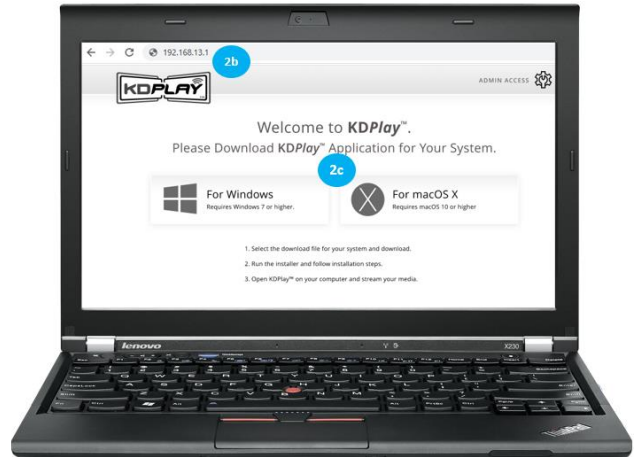 192.168.13.1
2b
KDPLAY
ADMIN ACCESS
Welcome to KDPlay™.
Please Download KDPlay™ Application for Your System.
2c
For Windows
Requires Windows 7 or higher.
For macOS X
Requires macOS 10 or higher
1. Select the download file for your system and download.
2. Run the installer and follow installation steps.
3. Open KDPlay™ on your computer and stream your media.
lenovo
X230
ThinkPad